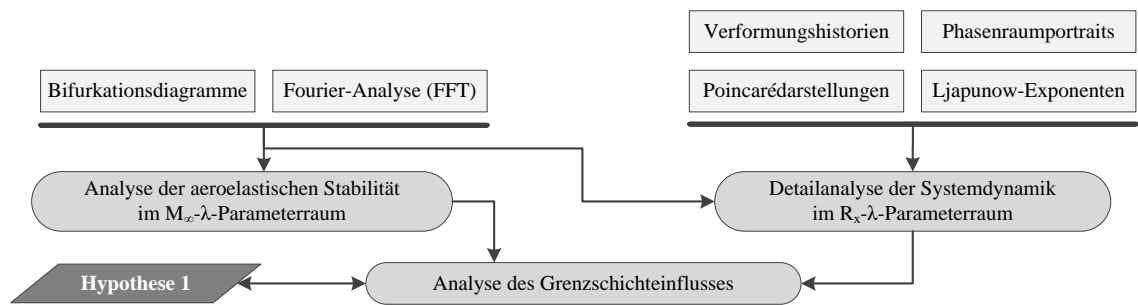 Verformungshistorien
Phasenraumportraits
Bifurkationsdiagramme
Fourier-Analyse (FFT)
Poincarédarstellungen
Ljapunow-Exponenten
Analyse der aeroelastischen Stabilität
im M∞-λ-Parameterraum
Detailanalyse der Systemdynamik
im Rx-λ-Parameterraum
Hypothese 1
Analyse des Grenzschichteinflusses